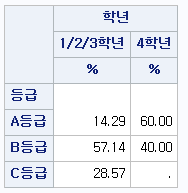 학년
1/2/3학년 4학년
% %
등급
A등급 14.29 60.00
B등급 57.14 40.00
C등급 28.57 .